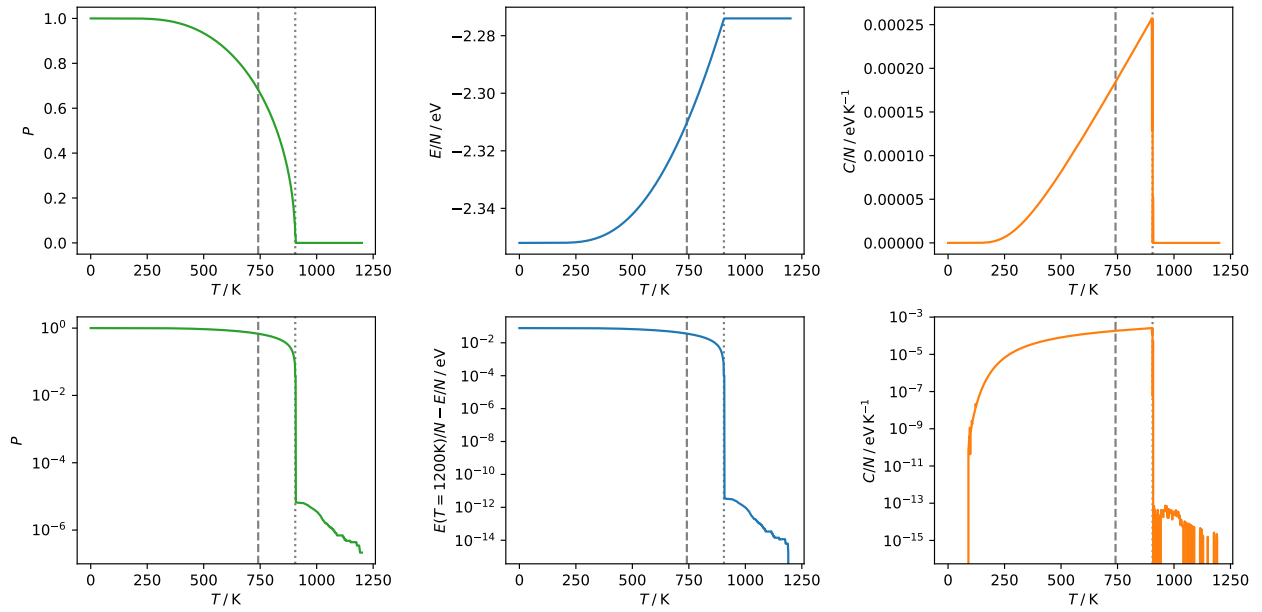 1.0
0.8
0.6
0.4
0.2
0.0
P
0 250 500 750 1000 1250
T / K
−2.28
−2.30
−2.32
−2.34
E/N / eV
0 250 500 750 1000 1250
T / K
0.00025
0.00020
0.00015
0.00010
0.00005
0.00000
C/N / eV K⁻¹
0 250 500 750 1000 1250
T / K
10⁰
10⁻²
10⁻⁴
10⁻⁶
P
0 250 500 750 1000 1250
T / K
10⁻²
10⁻⁴
10⁻⁶
10⁻⁸
10⁻¹⁰
10⁻¹²
10⁻¹⁴
E(T = 1200K)/N − E/N / eV
0 250 500 750 1000 1250
T / K
10⁻³
10⁻⁵
10⁻⁷
10⁻⁹
10⁻¹¹
10⁻¹³
10⁻¹⁵
C/N / eV K⁻¹
0 250 500 750 1000 1250
T / K